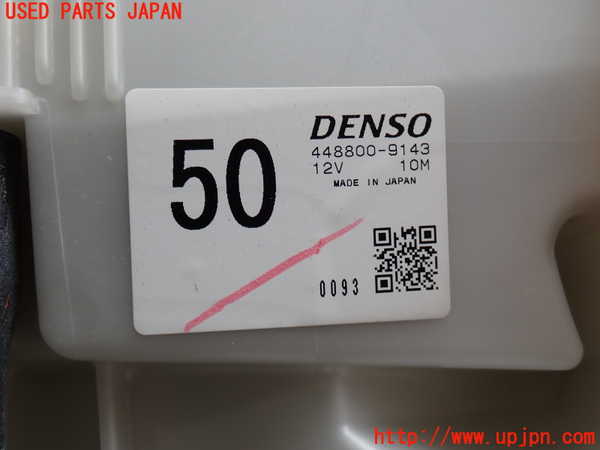 USED PARTS JAPAN
50
DENSO
448800-9143
12V 10M
MADE IN JAPAN
0093
http://www.upjpn.com/